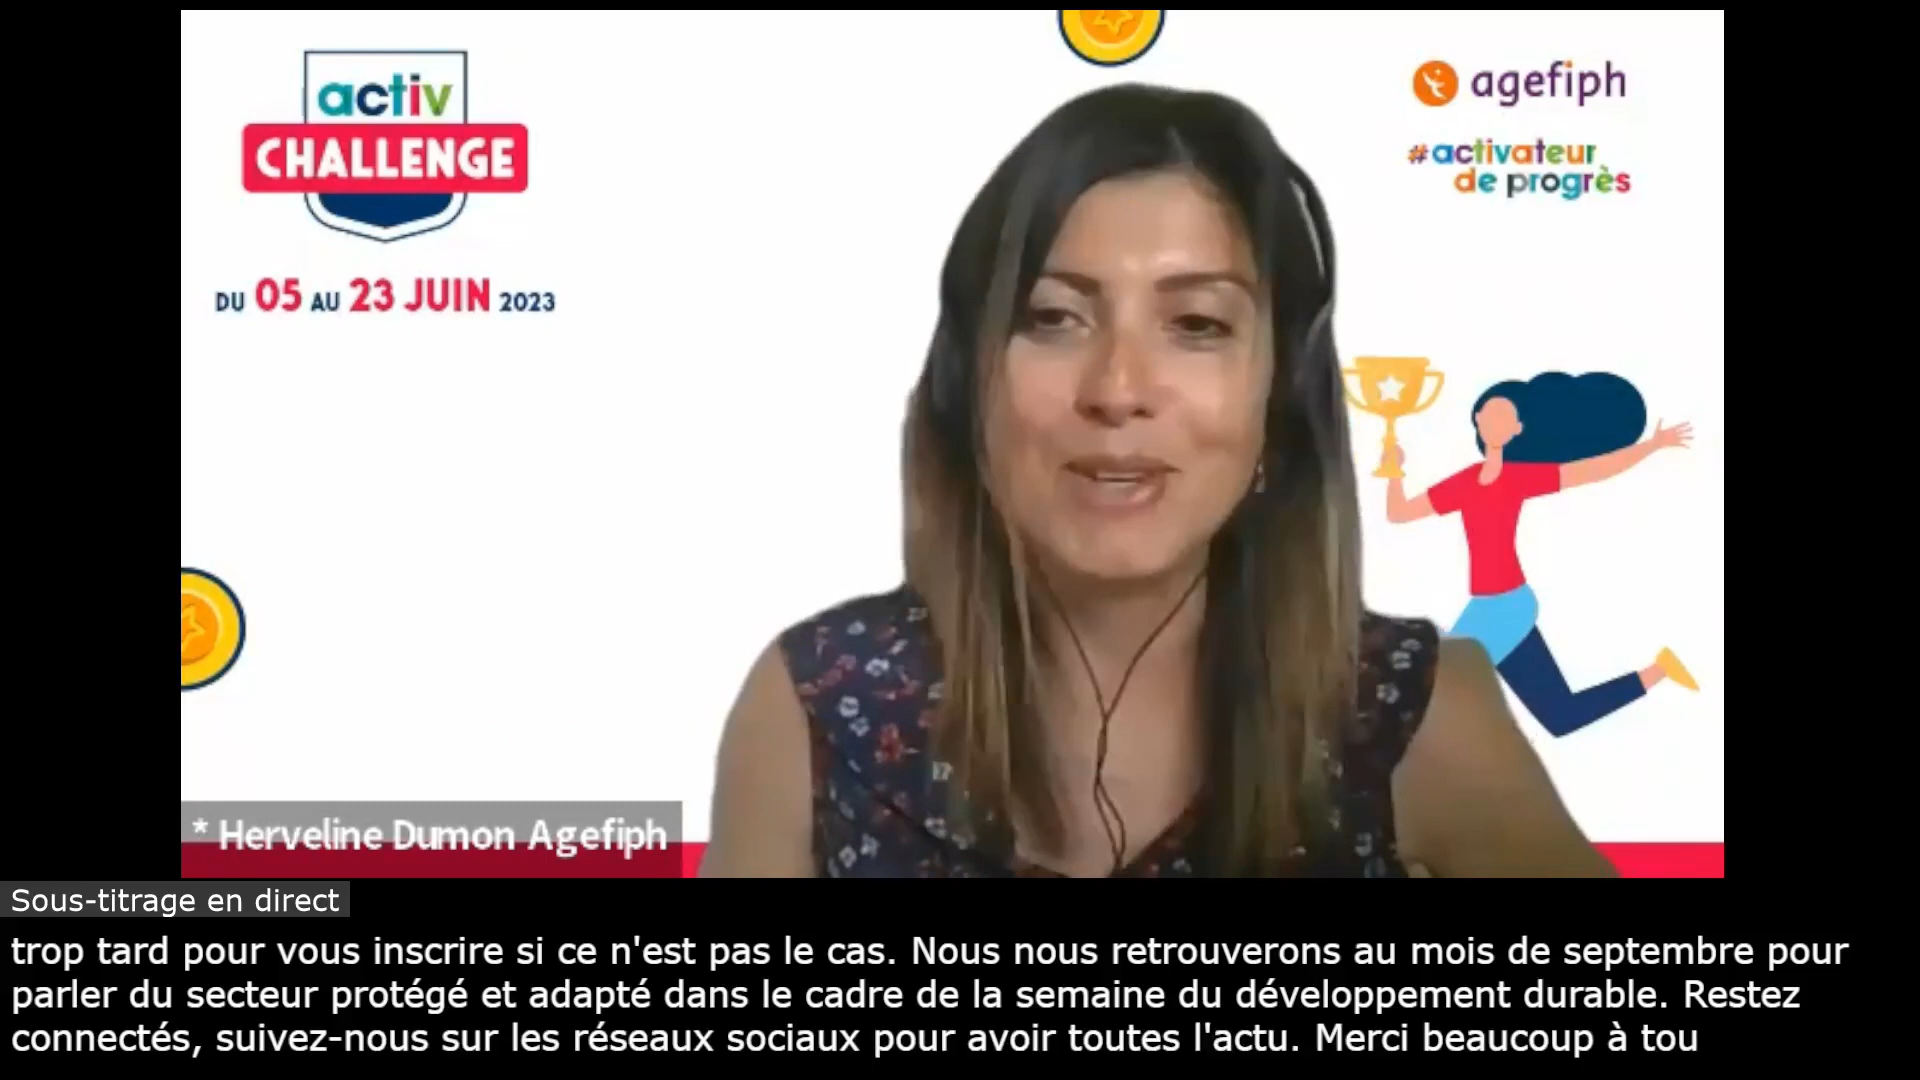 activ
CHALLENGE
DU 05 AU 23 JUIN 2023
agefiph
#activateur
de progrès
* Herveline Dumon Agefiph
Sous-titrage en direct
trop tard pour vous inscrire si ce n'est pas le cas. Nous nous retrouverons au mois de septembre pour
parler du secteur protégé et adapté dans le cadre de la semaine du développement durable. Restez
connectés, suivez-nous sur les réseaux sociaux pour avoir toutes l'actu. Merci beaucoup à tou